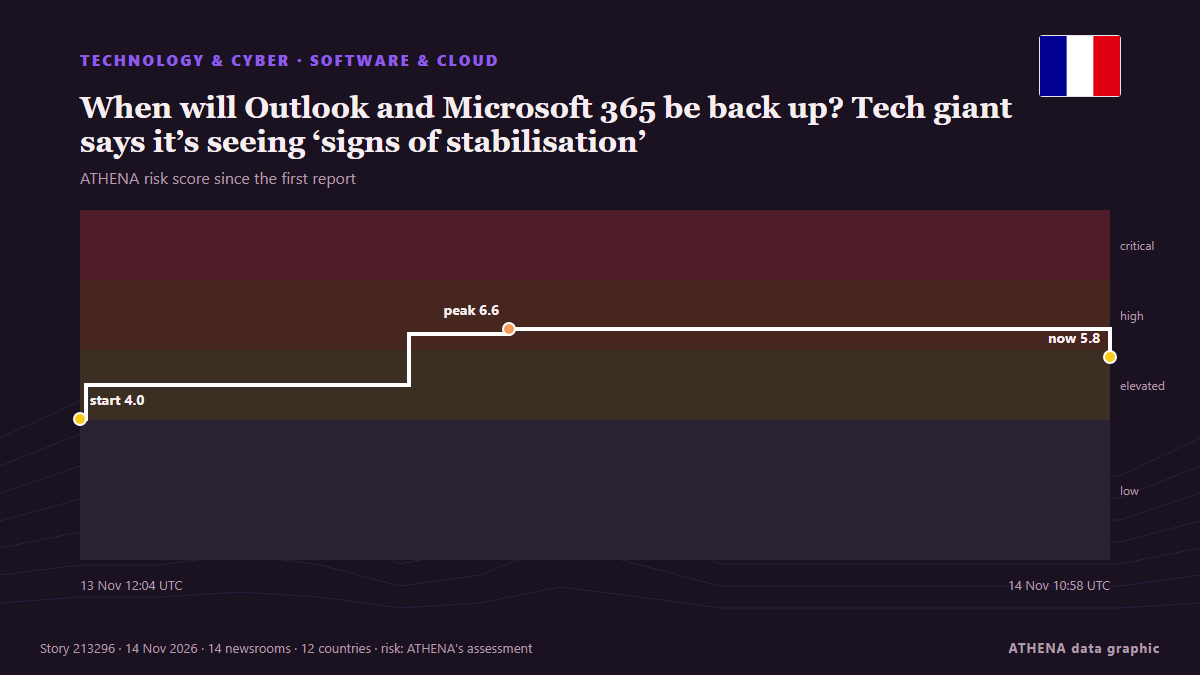 TECHNOLOGY & CYBER · SOFTWARE & CLOUD
When will Outlook and Microsoft 365 be back up? Tech giant
says it’s seeing ‘signs of stabilisation’
ATHENA risk score since the first report
critical
peak 6.6
high
now 5.8
elevated
start 4.0
low
13 Nov 12:04 UTC
14 Nov 10:58 UTC
Story 213296 · 14 Nov 2026 · 14 newsrooms · 12 countries · risk: ATHENA's assessment
ATHENA data graphic